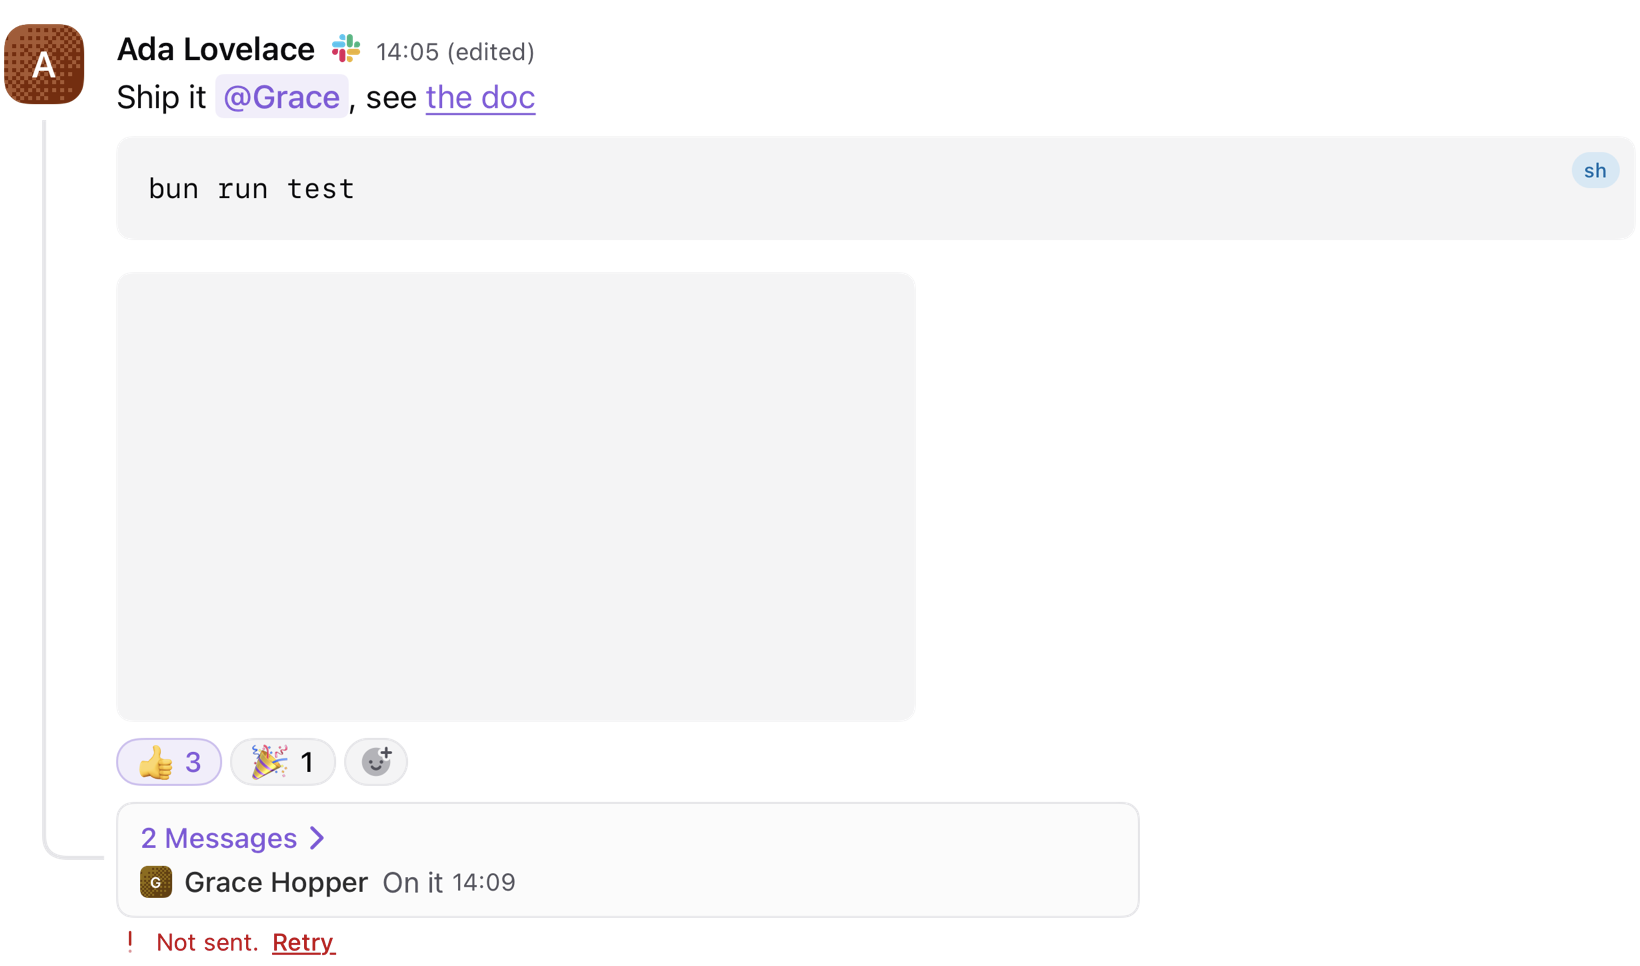 A
Ada Lovelace 14:05 (edited)
Ship it @Grace, see the doc
sh
bun run test
👍 3 🎉 1
2 Messages
G Grace Hopper On it 14:09
! Not sent. Retry